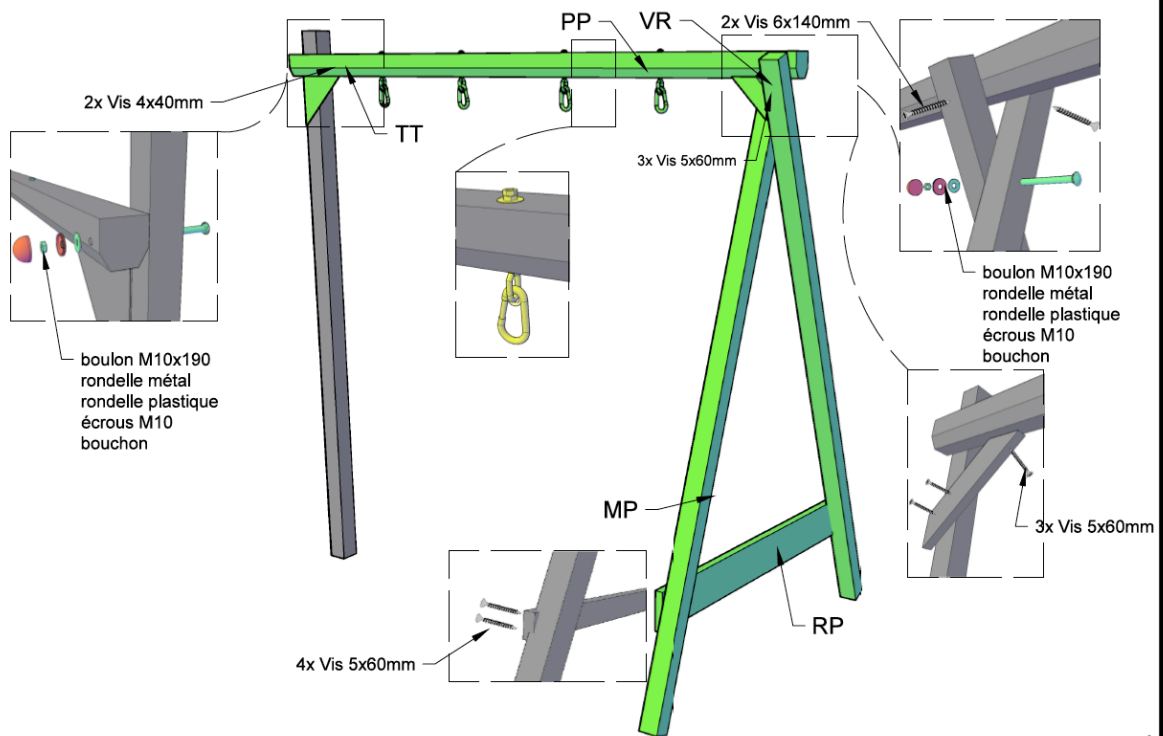 PP
VR
2x Vis 6x140mm
2x Vis 4x40mm
TT
3x Vis 5x60mm
boulon M10x190
rondelle métal
rondelle plastique
écrous M10
bouchon
boulon M10x190
rondelle métal
rondelle plastique
écrous M10
bouchon
MP
3x Vis 5x60mm
RP
4x Vis 5x60mm